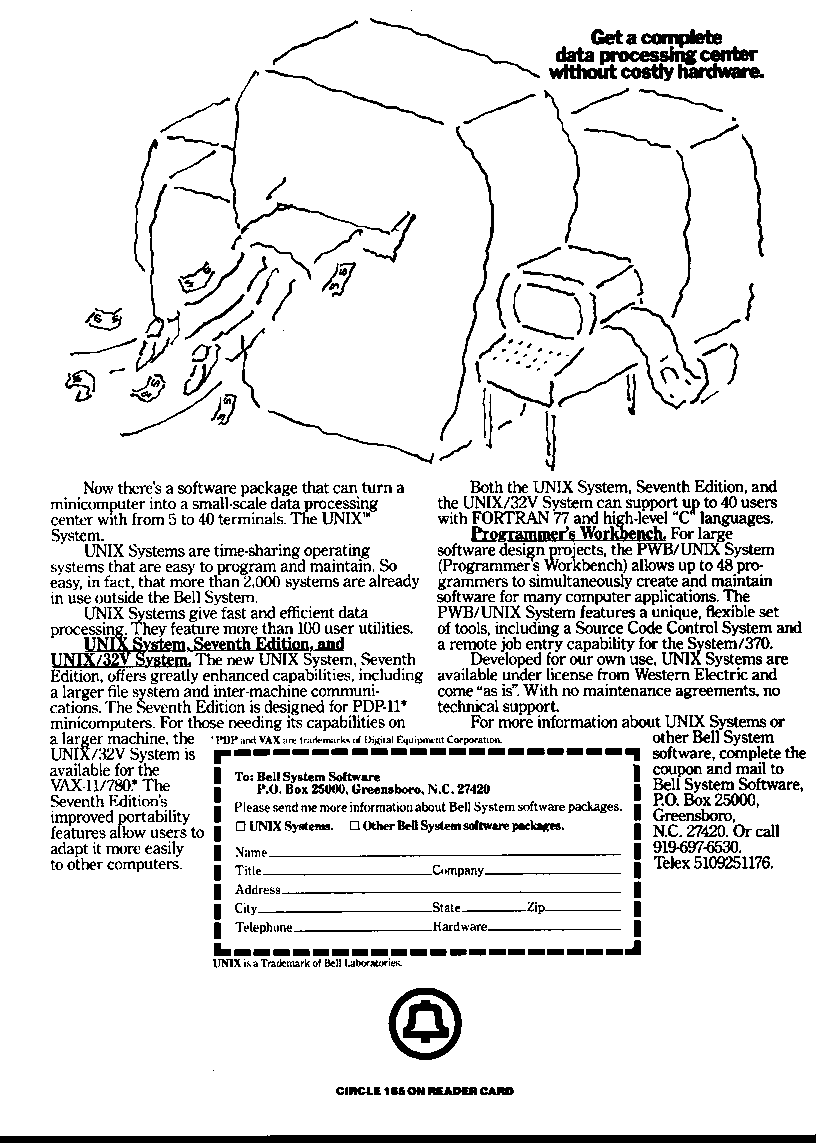 Get a complete
data processing center
without costly hardware.
Now there's a software package that can turn a
minicomputer into a small-scale data processing
center with from 5 to 40 terminals. The UNIX™
System.
UNIX Systems are time-sharing operating
systems that are easy to program and maintain. So
easy, in fact, that more than 2,000 systems are already
in use outside the Bell System.
UNIX Systems give fast and efficient data
processing. They feature more than 100 user utilities.
UNIX System, Seventh Edition, and
UNIX/32V System. The new UNIX System, Seventh
Edition, offers greatly enhanced capabilities, including
a larger file system and inter-machine communi-
cations. The Seventh Edition is designed for PDP-11*
minicomputers. For those needing its capabilities on
a larger machine, the
UNIX/32V System is
available for the
VAX-11/780.* The
Seventh Edition's
improved portability
features allow users to
adapt it more easily
to other computers.
Both the UNIX System, Seventh Edition, and
the UNIX/32V System can support up to 40 users
with FORTRAN 77 and high-level "C" languages.
Programmer's Workbench. For large
software design projects, the PWB/UNIX System
(Programmer's Workbench) allows up to 48 pro-
grammers to simultaneously create and maintain
software for many computer applications. The
PWB/UNIX System features a unique, flexible set
of tools, including a Source Code Control System and
a remote job entry capability for the System/370.
Developed for our own use, UNIX Systems are
available under license from Western Electric and
come "as is". With no maintenance agreements, no
technical support.
For more information about UNIX Systems or
other Bell System
software, complete the
coupon and mail to
Bell System Software,
P.O. Box 25000,
Greensboro,
N.C. 27420. Or call
919-697-6530.
Telex 5109251176.
*PDP and VAX are trademarks of Digital Equipment Corporation.
To: Bell System Software
P.O. Box 25000, Greensboro, N.C. 27420
Please send me more information about Bell System software packages.
☐ UNIX Systems. ☐ Other Bell System software packages.
Name
Title Company
Address
City State Zip
Telephone Hardware
UNIX is a Trademark of Bell Laboratories.
CIRCLE 155 ON READER CARD